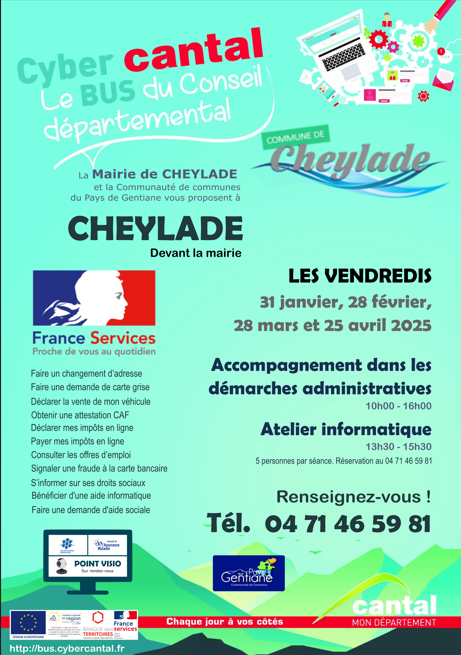 Cyber cantal
Le BUS du Conseil
départemental
COMMUNE DE
Cheylade
La Mairie de CHEYLADE
et la Communauté de communes
du Pays de Gentiane vous proposent à
CHEYLADE
Devant la mairie
LES VENDREDIS
31 janvier, 28 février,
28 mars et 25 avril 2025
France Services
Proche de vous au quotidien
Accompagnement dans les
démarches administratives
10h00 - 16h00
Atelier informatique
13h30 - 15h30
5 personnes par séance. Réservation au 04 71 46 59 81
Faire un changement d'adresse
Faire une demande de carte grise
Déclarer la vente de mon véhicule
Obtenir une attestation CAF
Déclarer mes impôts en ligne
Payer mes impôts en ligne
Consulter les offres d'emploi
Signaler une fraude à la carte bancaire
S'informer sur ses droits sociaux
Bénéficier d'une aide informatique
Faire une demande d'aide sociale
Renseignez-vous !
Tél. 04 71 46 59 81
POINT VISIO
Sur rendez-vous
Gentiane
cantal
MON DÉPARTEMENT
Chaque jour à vos côtés
UNION EUROPÉENNE
BANQUE des
TERRITOIRES
France
services
http://bus.cybercantal.fr